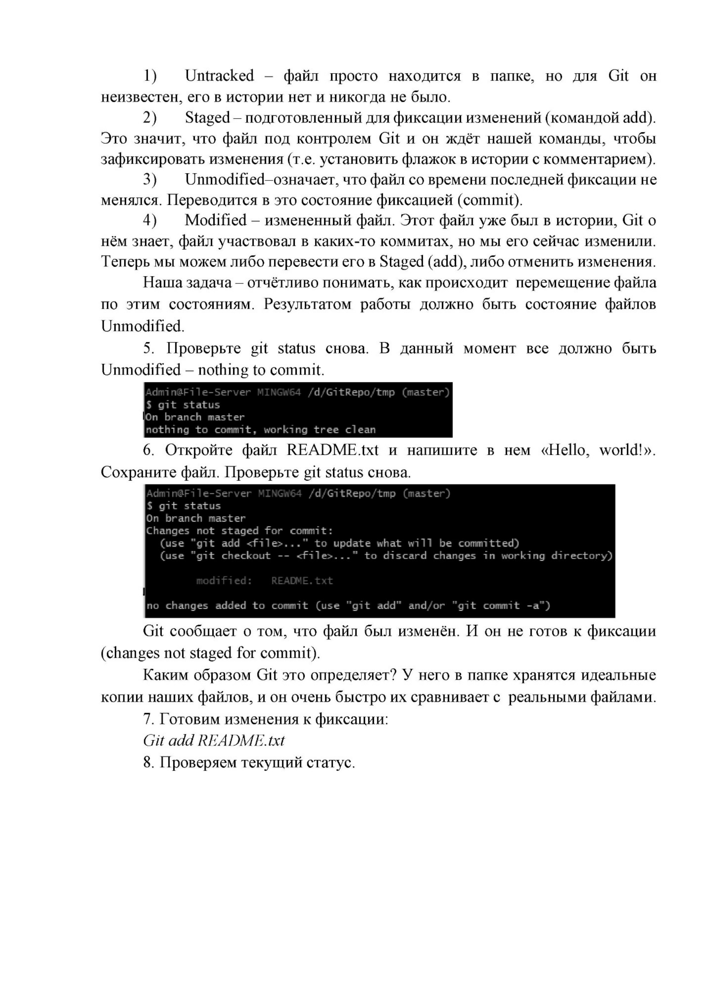 1) Untracked – файл просто находится в папке, но для Git он
неизвестен, его в истории нет и никогда не было.
2) Staged – подготовленный для фиксации изменений (командой add).
Это значит, что файл под контролем Git и он ждёт нашей команды, чтобы
зафиксировать изменения (т.е. установить флажок в истории с комментарием).
3) Unmodified–означает, что файл со времени последней фиксации не
менялся. Переводится в это состояние фиксацией (commit).
4) Modified – измененный файл. Этот файл уже был в истории, Git о
нём знает, файл участвовал в каких-то коммитах, но мы его сейчас изменили.
Теперь мы можем либо перевести его в Staged (add), либо отменить изменения.
Наша задача – отчётливо понимать, как происходит перемещение файла
по этим состояниям. Результатом работы должно быть состояние файлов
Unmodified.
5. Проверьте git status снова. В данный момент все должно быть
Unmodified – nothing to commit.
Admin@File-Server MINGW64 /d/GitRepo/tmp (master)
$ git status
On branch master
nothing to commit, working tree clean
6. Откройте файл README.txt и напишите в нем «Hello, world!».
Сохраните файл. Проверьте git status снова.
Admin@File-Server MINGW64 /d/GitRepo/tmp (master)
$ git status
On branch master
Changes not staged for commit:
(use "git add <file>..." to update what will be committed)
(use "git checkout -- <file>..." to discard changes in working directory)
modified: README.txt
no changes added to commit (use "git add" and/or "git commit -a")
Git сообщает о том, что файл был изменён. И он не готов к фиксации
(changes not staged for commit).
Каким образом Git это определяет? У него в папке хранятся идеальные
копии наших файлов, и он очень быстро их сравнивает с реальными файлами.
7. Готовим изменения к фиксации:
Git add README.txt
8. Проверяем текущий статус.